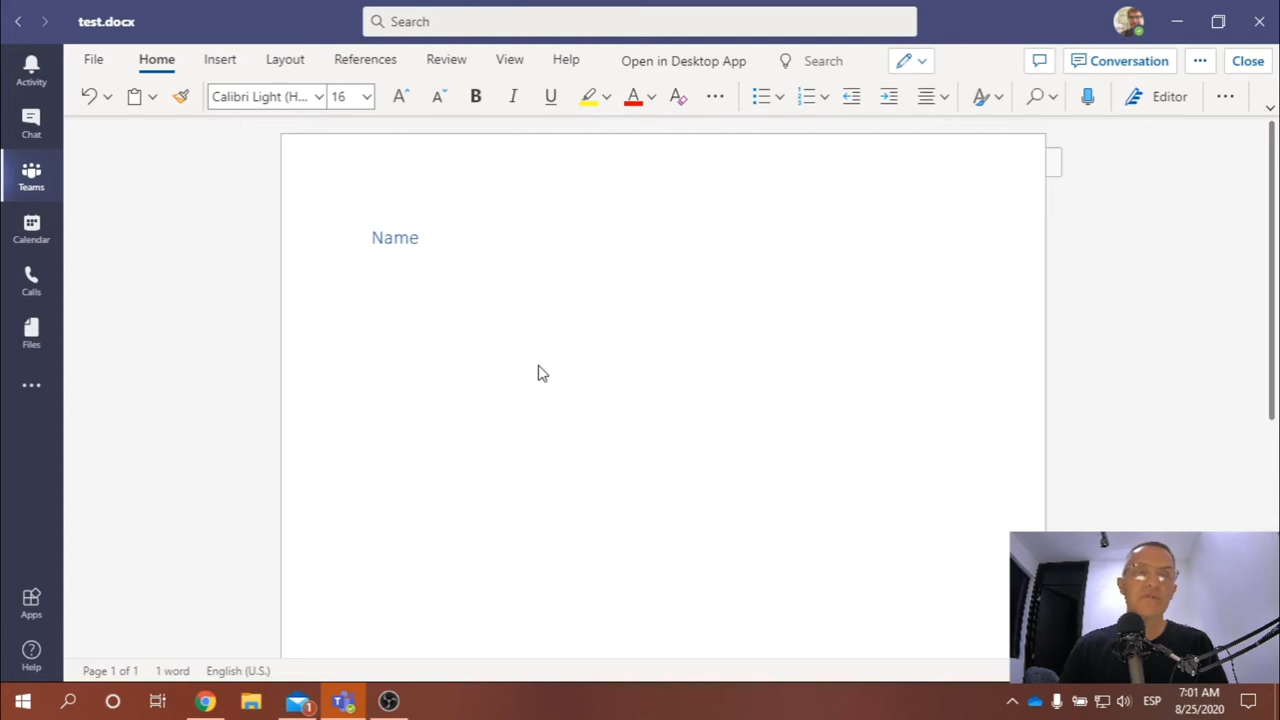 test.docx
Search
File Home Insert Layout References Review View Help Open in Desktop App Search Conversation Close
Calibri Light (H... 16 B I U A Editor
Activity
Chat
Teams
Calendar
Calls
Files
Name
Apps
Help
Page 1 of 1 1 word English (U.S.)
1
ESP
7:01 AM
8/25/2020